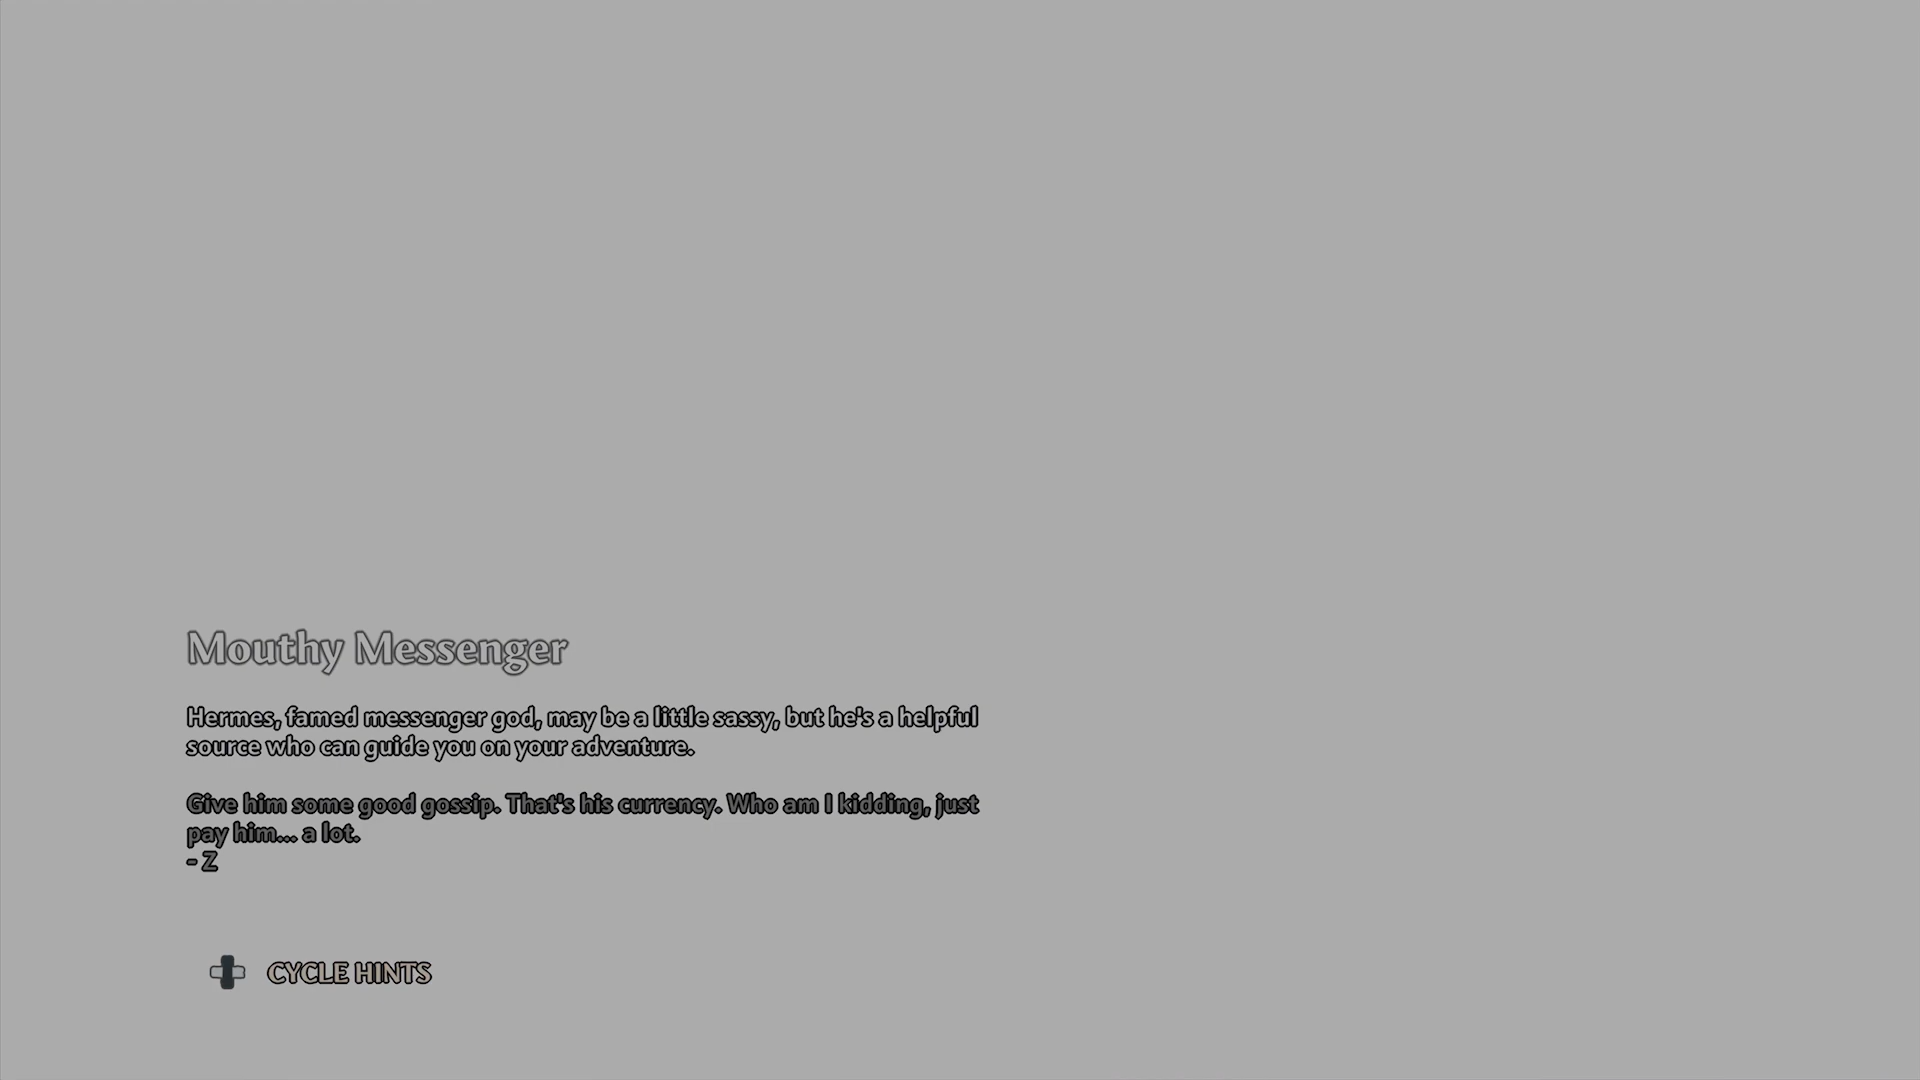 Mouthy Messenger
Hermes, famed messenger god, may be a little sassy, but he's a helpful
source who can guide you on your adventure.
Give him some good gossip. That's his currency. Who am I kidding, just
pay him... a lot.
- Z
CYCLE HINTS